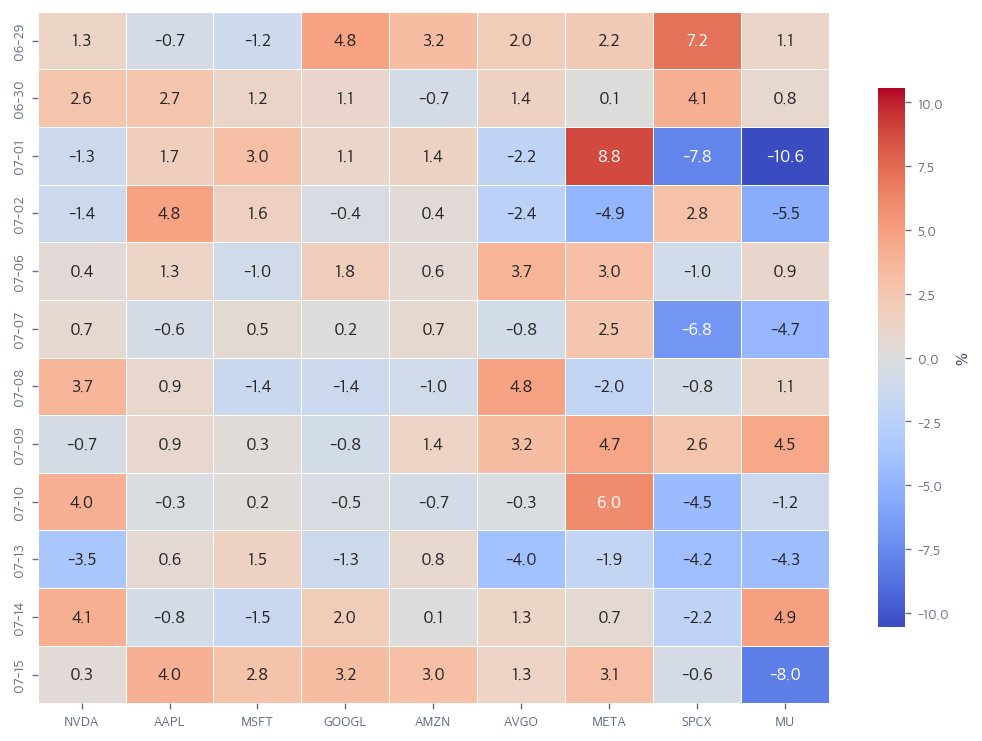 06-29 1.3 -0.7 -1.2 4.8 3.2 2.0 2.2 7.2 1.1
06-30 2.6 2.7 1.2 1.1 -0.7 1.4 0.1 4.1 0.8
07-01 -1.3 1.7 3.0 1.1 1.4 -2.2 8.8 -7.8 -10.6
07-02 -1.4 4.8 1.6 -0.4 0.4 -2.4 -4.9 2.8 -5.5
07-06 0.4 1.3 -1.0 1.8 0.6 3.7 3.0 -1.0 0.9
07-07 0.7 -0.6 0.5 0.2 0.7 -0.8 2.5 -6.8 -4.7
07-08 3.7 0.9 -1.4 -1.4 -1.0 4.8 -2.0 -0.8 1.1
07-09 -0.7 0.9 0.3 -0.8 1.4 3.2 4.7 2.6 4.5
07-10 4.0 -0.3 0.2 -0.5 -0.7 -0.3 6.0 -4.5 -1.2
07-13 -3.5 0.6 1.5 -1.3 0.8 -4.0 -1.9 -4.2 -4.3
07-14 4.1 -0.8 -1.5 2.0 0.1 1.3 0.7 -2.2 4.9
07-15 0.3 4.0 2.8 3.2 3.0 1.3 3.1 -0.6 -8.0
NVDA AAPL MSFT GOOGL AMZN AVGO META SPCX MU
10.0
7.5
5.0
2.5
0.0
-2.5
-5.0
-7.5
-10.0
%